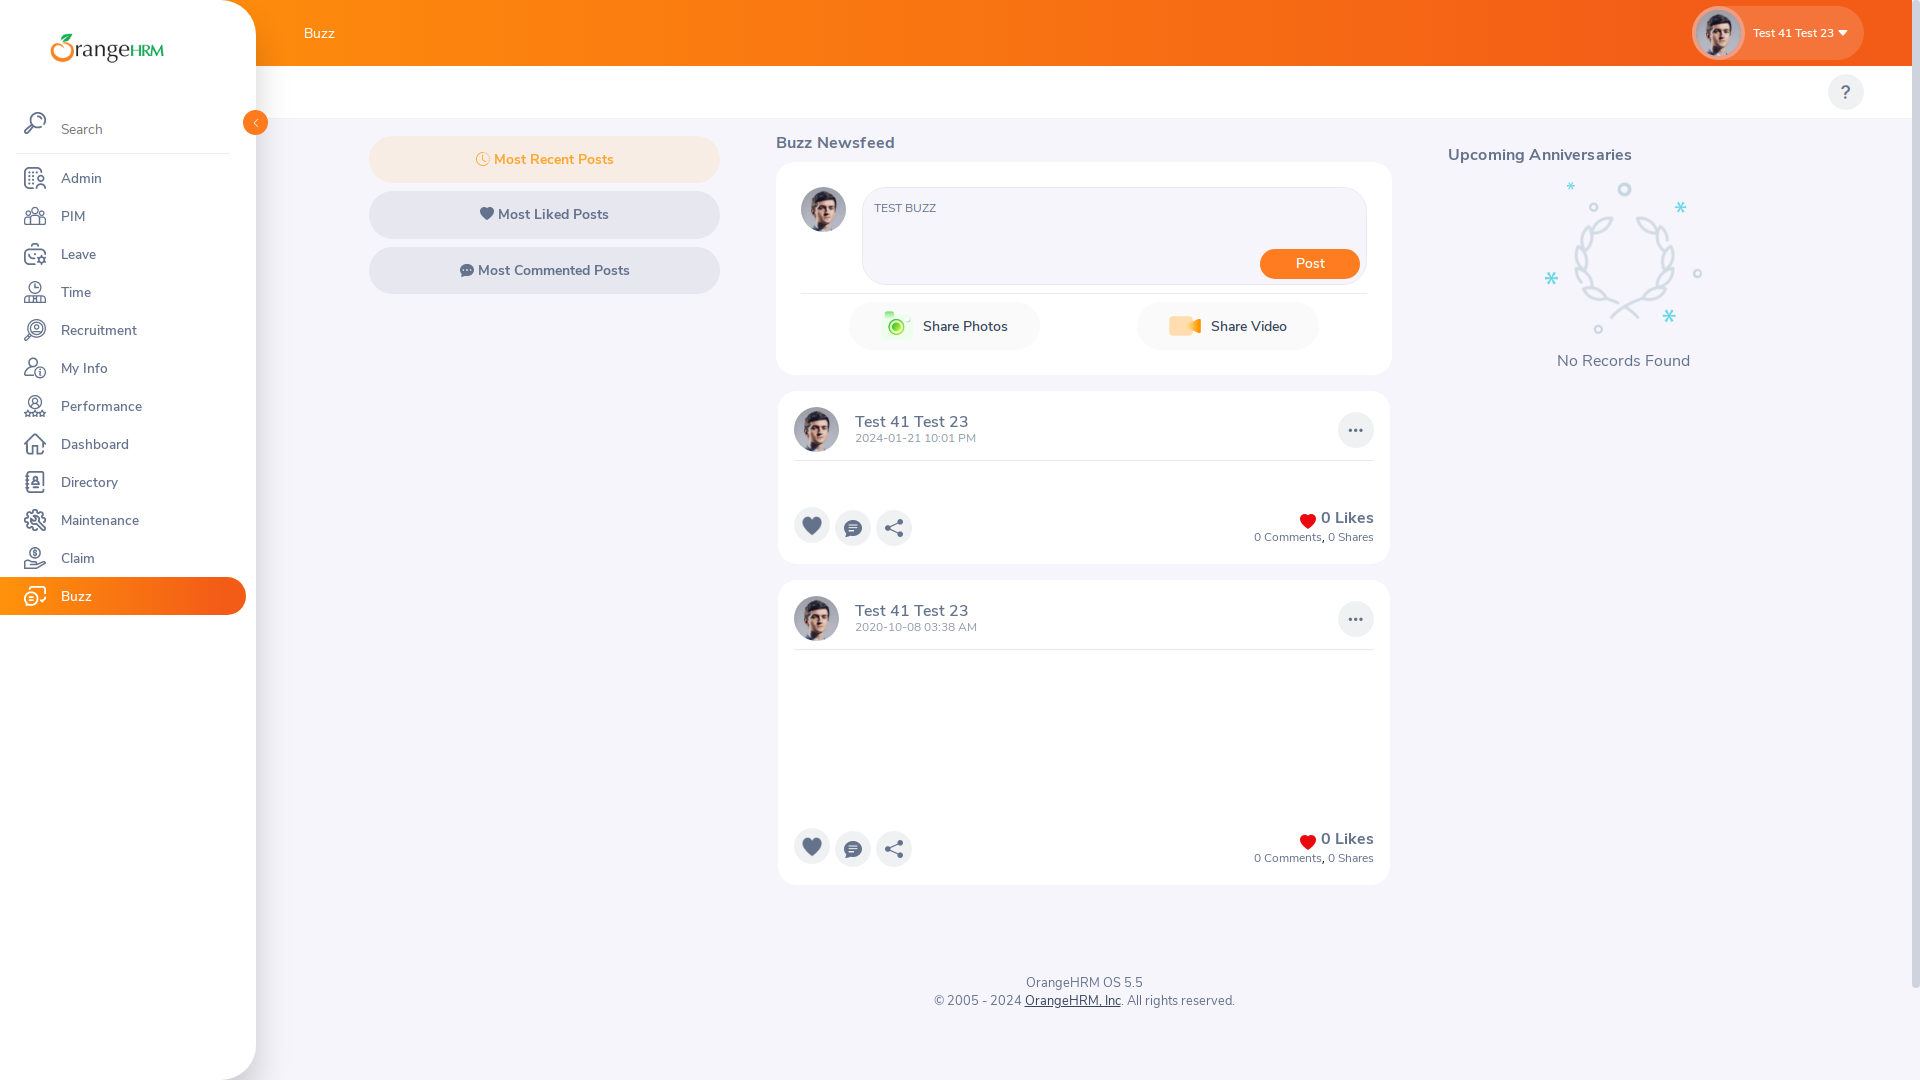 OrangeHRM
Search
Admin
PIM
Leave
Time
Recruitment
My Info
Performance
Dashboard
Directory
Maintenance
Claim
Buzz
Buzz
Test 41 Test 23
?
Most Recent Posts
Most Liked Posts
Most Commented Posts
Buzz Newsfeed
TEST BUZZ
Post
Share Photos
Share Video
Test 41 Test 23
2024-01-21 10:01 PM
0 Likes
0 Comments, 0 Shares
Test 41 Test 23
2020-10-08 03:38 AM
0 Likes
0 Comments, 0 Shares
Upcoming Anniversaries
No Records Found
OrangeHRM OS 5.5
© 2005 - 2024 OrangeHRM, Inc. All rights reserved.